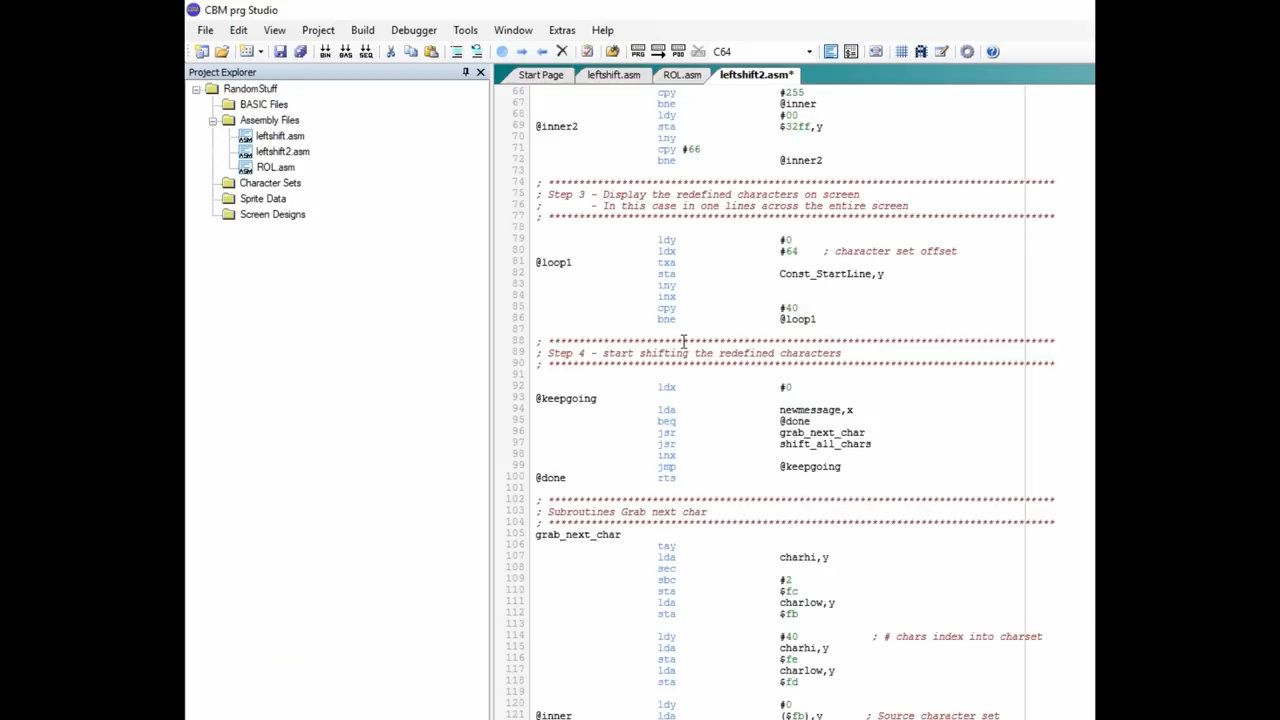 CBM prg Studio
File Edit View Project Build Debugger Tools Window Extras Help
BIN BAS SEQ PRG PRG C64
Project Explorer
RandomStuff
BASIC Files
Assembly Files
leftshift.asm
leftshift2.asm
ROL.asm
Character Sets
Sprite Data
Screen Designs
Start Page leftshift.asm ROL.asm leftshift2.asm*
66 cpy #255
67 bne @inner
68 ldy #00
69 @inner2 sta $32ff,y
70 iny
71 cpy #66
72 bne @inner2
73
74 ; **********************************************************************************
75 ; Step 3 - Display the redefined characters on screen
76 ; - In this case in one lines across the entire screen
77 ; **********************************************************************************
78
79 ldy #0
80 ldx #64 ; character set offset
81 @loop1 txa
82 sta Const_StartLine,y
83 iny
84 inx
85 cpy #40
86 bne @loop1
87
88 ; **********************************************************************************
89 ; Step 4 - start shifting the redefined characters
90 ; **********************************************************************************
91
92 ldx #0
93 @keepgoing
94 lda newmessage,x
95 beq @done
96 jsr grab_next_char
97 jsr shift_all_chars
98 inx
99 jmp @keepgoing
100 @done rts
101
102 ; **********************************************************************************
103 ; Subroutines Grab next char
104 ; **********************************************************************************
105 grab_next_char
106 tay
107 lda charhi,y
108 sec
109 sbc #2
110 sta $fc
111 lda charlow,y
112 sta $fb
113
114 ldy #40 ; # chars index into charset
115 lda charhi,y
116 sta $fe
117 lda charlow,y
118 sta $fd
119
120 ldy #0
121 @inner lda ($fb),y ; Source character set